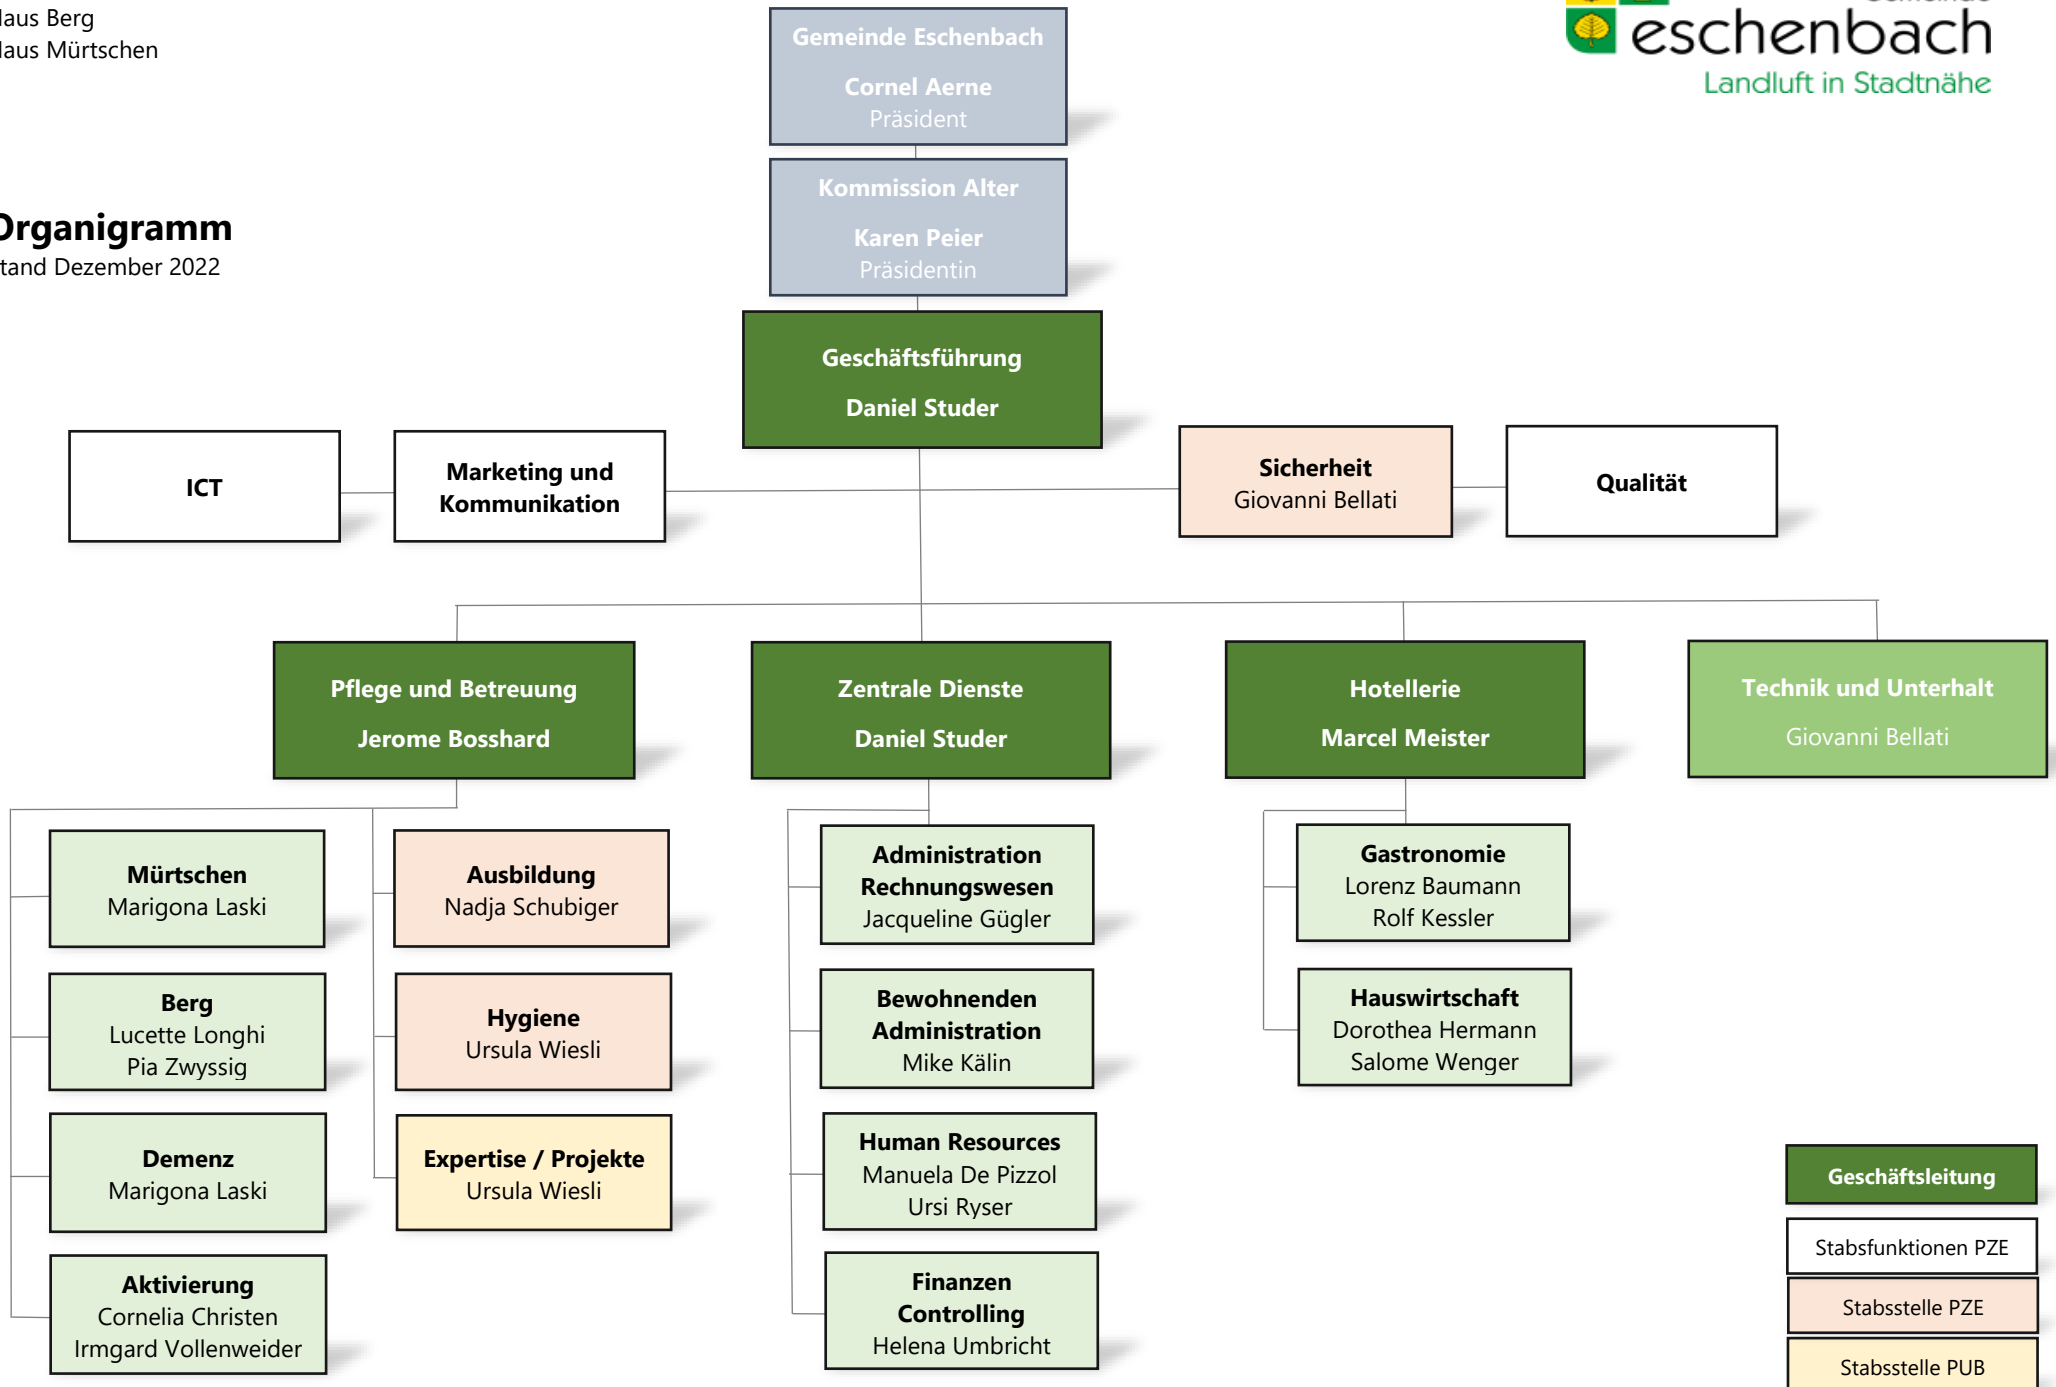 Haus Berg
Haus Mürtschen
Gemeinde
eschenbach
Landluft in Stadtnähe
Organigramm
Stand Dezember 2022
Gemeinde Eschenbach
Cornel Aerne
Präsident
Kommission Alter
Karen Peier
Präsidentin
Geschäftsführung
Daniel Studer
ICT
Marketing und
Kommunikation
Sicherheit
Giovanni Bellati
Qualität
Pflege und Betreuung
Jerome Bosshard
Zentrale Dienste
Daniel Studer
Hotellerie
Marcel Meister
Technik und Unterhalt
Giovanni Bellati
Mürtschen
Marigona Laski
Berg
Lucette Longhi
Pia Zwyssig
Demenz
Marigona Laski
Aktivierung
Cornelia Christen
Irmgard Vollenweider
Ausbildung
Nadja Schubiger
Hygiene
Ursula Wiesli
Expertise / Projekte
Ursula Wiesli
Administration
Rechnungswesen
Jacqueline Gügler
Bewohnenden
Administration
Mike Kälin
Human Resources
Manuela De Pizzol
Ursi Ryser
Finanzen
Controlling
Helena Umbricht
Gastronomie
Lorenz Baumann
Rolf Kessler
Hauswirtschaft
Dorothea Hermann
Salome Wenger
Geschäftsleitung
Stabsfunktionen PZE
Stabsstelle PZE
Stabsstelle PUB